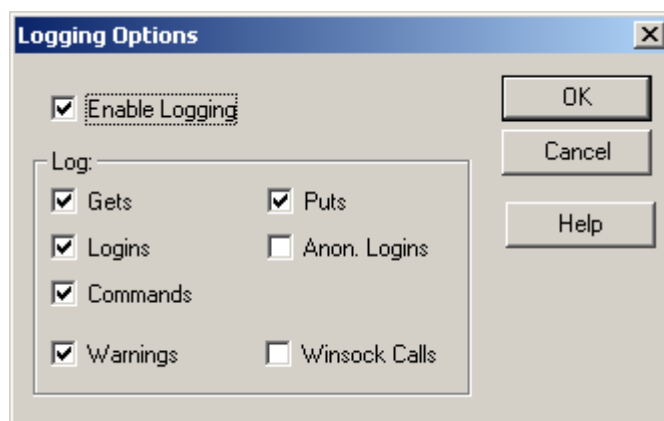 Logging Options
Enable Logging
OK
Cancel
Help
Log:
Gets
Puts
Logins
Anon. Logins
Commands
Warnings
Winsock Calls